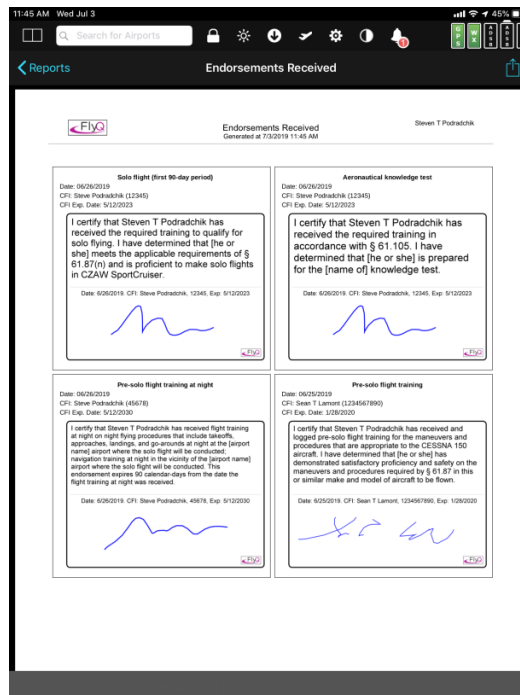 11:45 AM Wed Jul 3
45%
Search for Airports
1
GPS
WX
ADSB
ADSB
Reports
Endorsements Received
FlyQ
Endorsements Received
Steven T Podradchik
Generated at 7/3/2019 11:45 AM
Solo flight (first 90-day period)
Date: 06/26/2019
CFI: Steve Podradchik (12345)
CFI Exp. Date: 5/12/2023
I certify that Steven T Podradchik has
received the required training to qualify for
solo flying. I have determined that [he or
she] meets the applicable requirements of §
61.87(n) and is proficient to make solo flights
in CZAW SportCruiser.
Date: 6/26/2019. CFI: Steve Podradchik, 12345, Exp: 5/12/2023
FlyQ
Aeronautical knowledge test
Date: 06/26/2019
CFI: Steve Podradchik (12345)
CFI Exp. Date: 5/12/2023
I certify that Steven T Podradchik has
received the required training in
accordance with § 61.105. I have
determined that [he or she] is prepared
for the [name of] knowledge test.
Date: 6/26/2019. CFI: Steve Podradchik, 12345, Exp: 5/12/2023
FlyQ
Pre-solo flight training at night
Date: 06/26/2019
CFI: Steve Podradchik (45678)
CFI Exp. Date: 5/12/2030
I certify that Steven T Podradchik has received flight training
at night on night flying procedures that include takeoffs,
approaches, landings, and go-arounds at night at the [airport
name] airport where the solo flight will be conducted;
navigation training at night in the vicinity of the [airport name]
airport where the solo flight will be conducted. This
endorsement expires 90 calendar-days from the date the
flight training at night was received.
Date: 6/26/2019. CFI: Steve Podradchik, 45678, Exp: 5/12/2030
FlyQ
Pre-solo flight training
Date: 06/25/2019
CFI: Sean T Lamont (1234567890)
CFI Exp. Date: 1/28/2020
I certify that Steven T Podradchik has received and
logged pre-solo flight training for the maneuvers and
procedures that are appropriate to the CESSNA 150
aircraft. I have determined that [he or she] has
demonstrated satisfactory proficiency and safety on the
maneuvers and procedures required by § 61.87 in this
or similar make and model of aircraft to be flown.
Date: 6/25/2019. CFI: Sean T Lamont, 1234567890, Exp: 1/28/2020
FlyQ